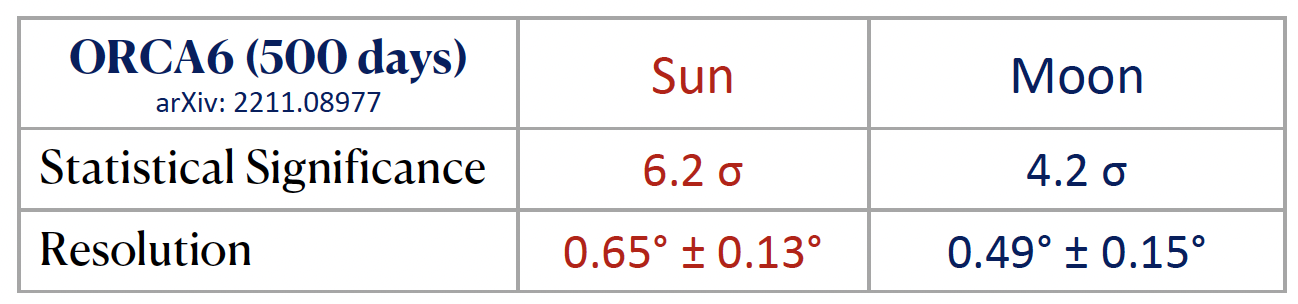 ORCA6 (500 days) Sun Moon
arXiv: 2211.08977
Statistical Significance 6.2 σ 4.2 σ
Resolution 0.65° ± 0.13° 0.49° ± 0.15°